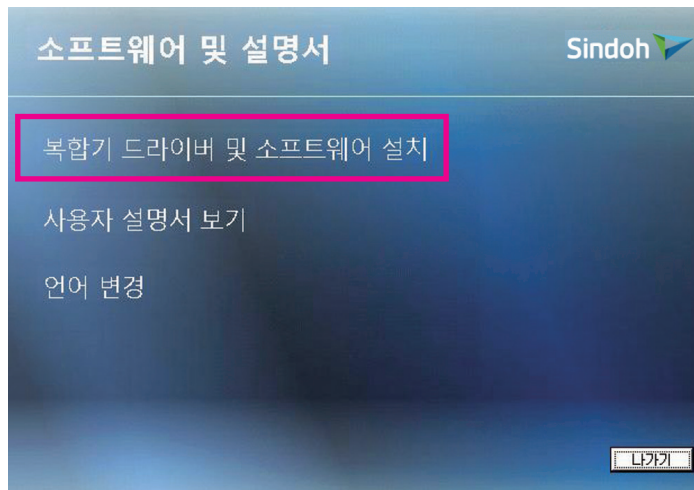 소프트웨어 및 설명서
Sindoh
복합기 드라이버 및 소프트웨어 설치
사용자 설명서 보기
언어 변경
나가기